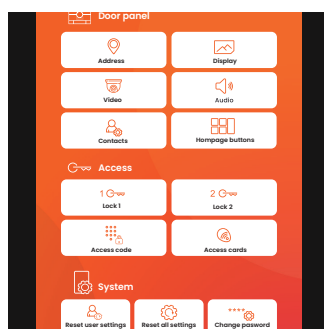 Door panel
Address
Display
Video
Audio
Contacts
Hompage buttons
Access
1
Lock 1
2
Lock 2
Access code
Access cards
System
Reset user settings
Reset all settings
****
Change pasword